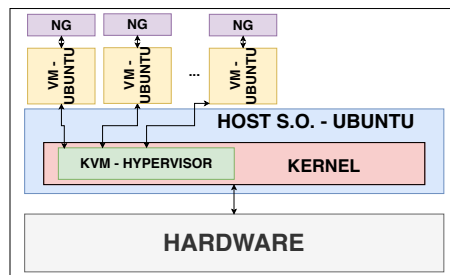 NG
NG
NG
VM -
UBUNTU
VM -
UBUNTU
...
VM -
UBUNTU
HOST S.O. - UBUNTU
KVM - HYPERVISOR
KERNEL
HARDWARE